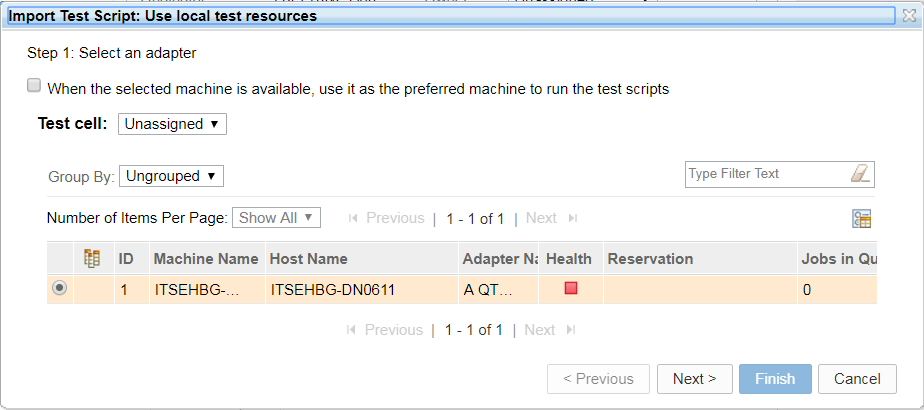 Import Test Script: Use local test resources
Step 1: Select an adapter
When the selected machine is available, use it as the preferred machine to run the test scripts
Test cell: Unassigned ▼
Group By: Ungrouped ▼
Type Filter Text
Number of Items Per Page: Show All ▼ Previous | 1 - 1 of 1 | Next
ID Machine Name Host Name Adapter Na Health Reservation Jobs in Qu
1 ITSEHBG-... ITSEHBG-DN0611 A QT... 0
Previous | 1 - 1 of 1 | Next
< Previous Next > Finish Cancel